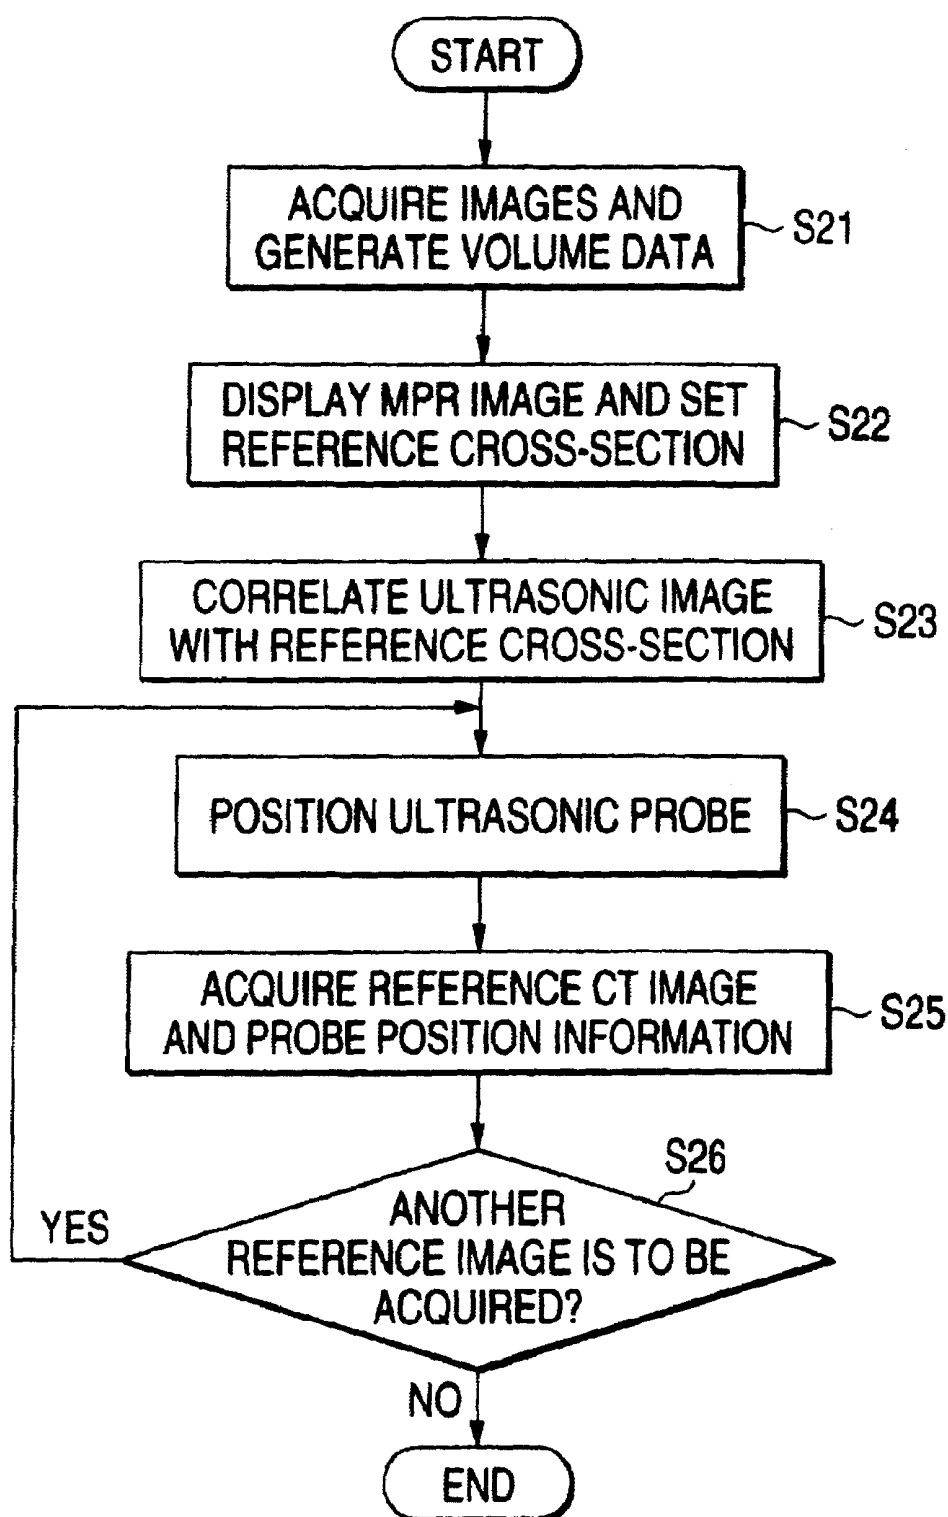 START
ACQUIRE IMAGES AND
GENERATE VOLUME DATA
S21
DISPLAY MPR IMAGE AND SET
REFERENCE CROSS-SECTION
S22
CORRELATE ULTRASONIC IMAGE
WITH REFERENCE CROSS-SECTION
S23
POSITION ULTRASONIC PROBE
S24
ACQUIRE REFERENCE CT IMAGE
AND PROBE POSITION INFORMATION
S25
S26
ANOTHER
REFERENCE IMAGE IS TO BE
ACQUIRED?
YES
NO
END